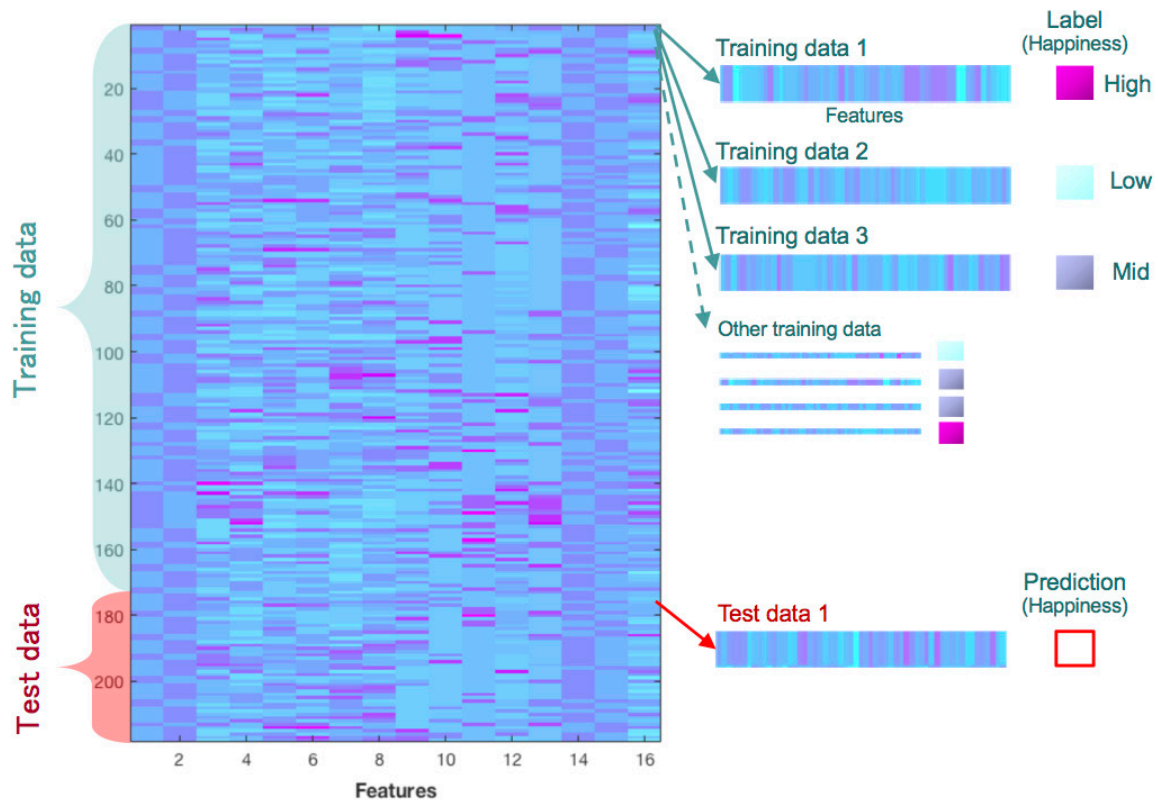 Training data
Test data
20
40
60
80
100
120
140
160
180
200
2 4 6 8 10 12 14 16
Features
Label
(Happiness)
Training data 1
High
Features
Training data 2
Low
Training data 3
Mid
Other training data
Prediction
(Happiness)
Test data 1